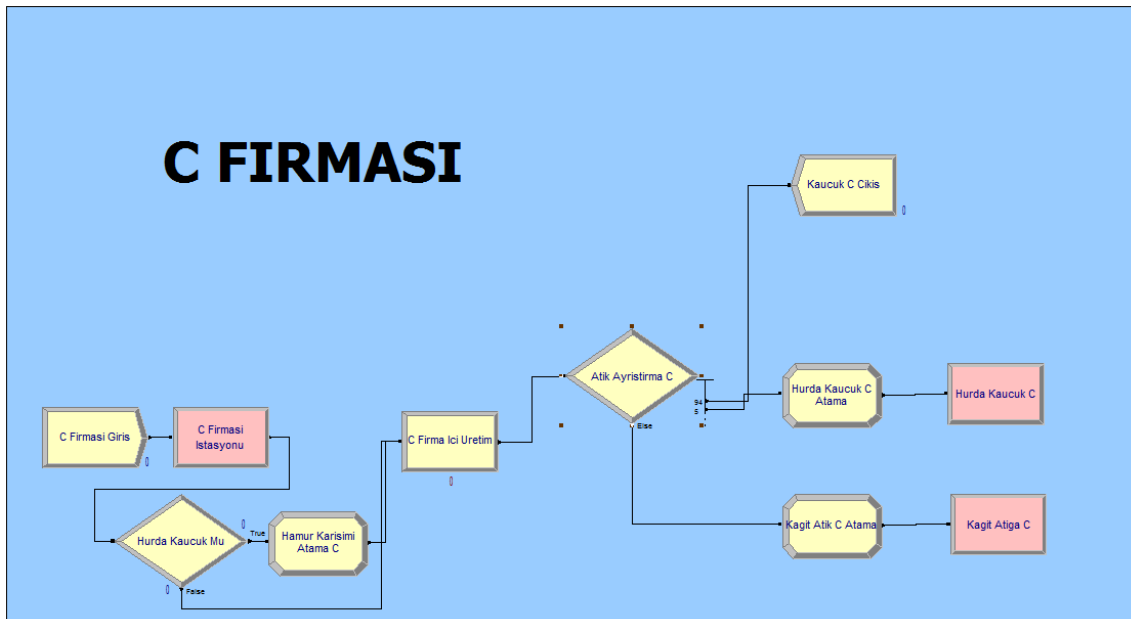 C FIRMASI
Kaucuk C Cikis
Atik Ayristirma C
94
5
Else
Hurda Kaucuk C
Atama
Hurda Kaucuk C
C Firmasi Giris
C Firmasi
Istasyonu
C Firma Ici Uretim
Hurda Kaucuk Mu
True
False
Hamur Karisimi
Atama C
Kagit Atik C Atama
Kagit Atiga C